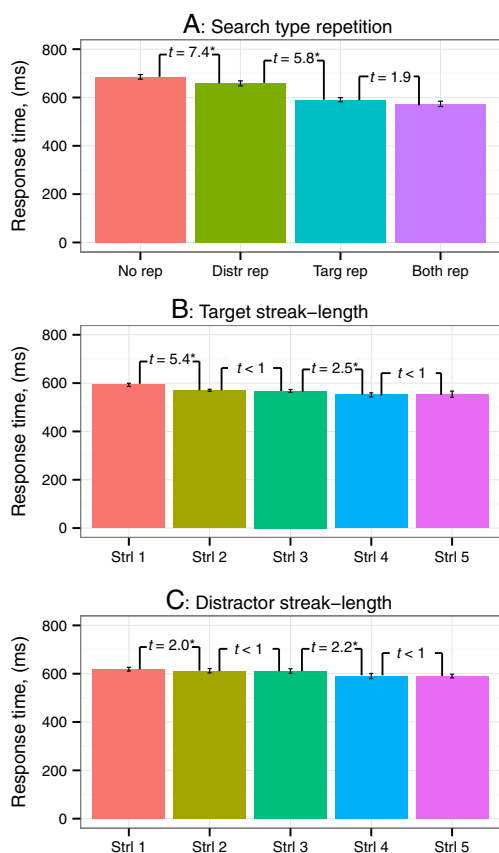 A: Search type repetition
Response time, (ms)
800
600
400
200
0
t = 7.4*
t = 5.8*
t = 1.9
No rep
Distr rep
Targ rep
Both rep
B: Target streak-length
Response time, (ms)
800
600
400
200
0
t = 5.4*
t < 1
t = 2.5*
t < 1
Strl 1
Strl 2
Strl 3
Strl 4
Strl 5
C: Distractor streak-length
Response time, (ms)
800
600
400
200
0
t = 2.0*
t < 1
t = 2.2*
t < 1
Strl 1
Strl 2
Strl 3
Strl 4
Strl 5